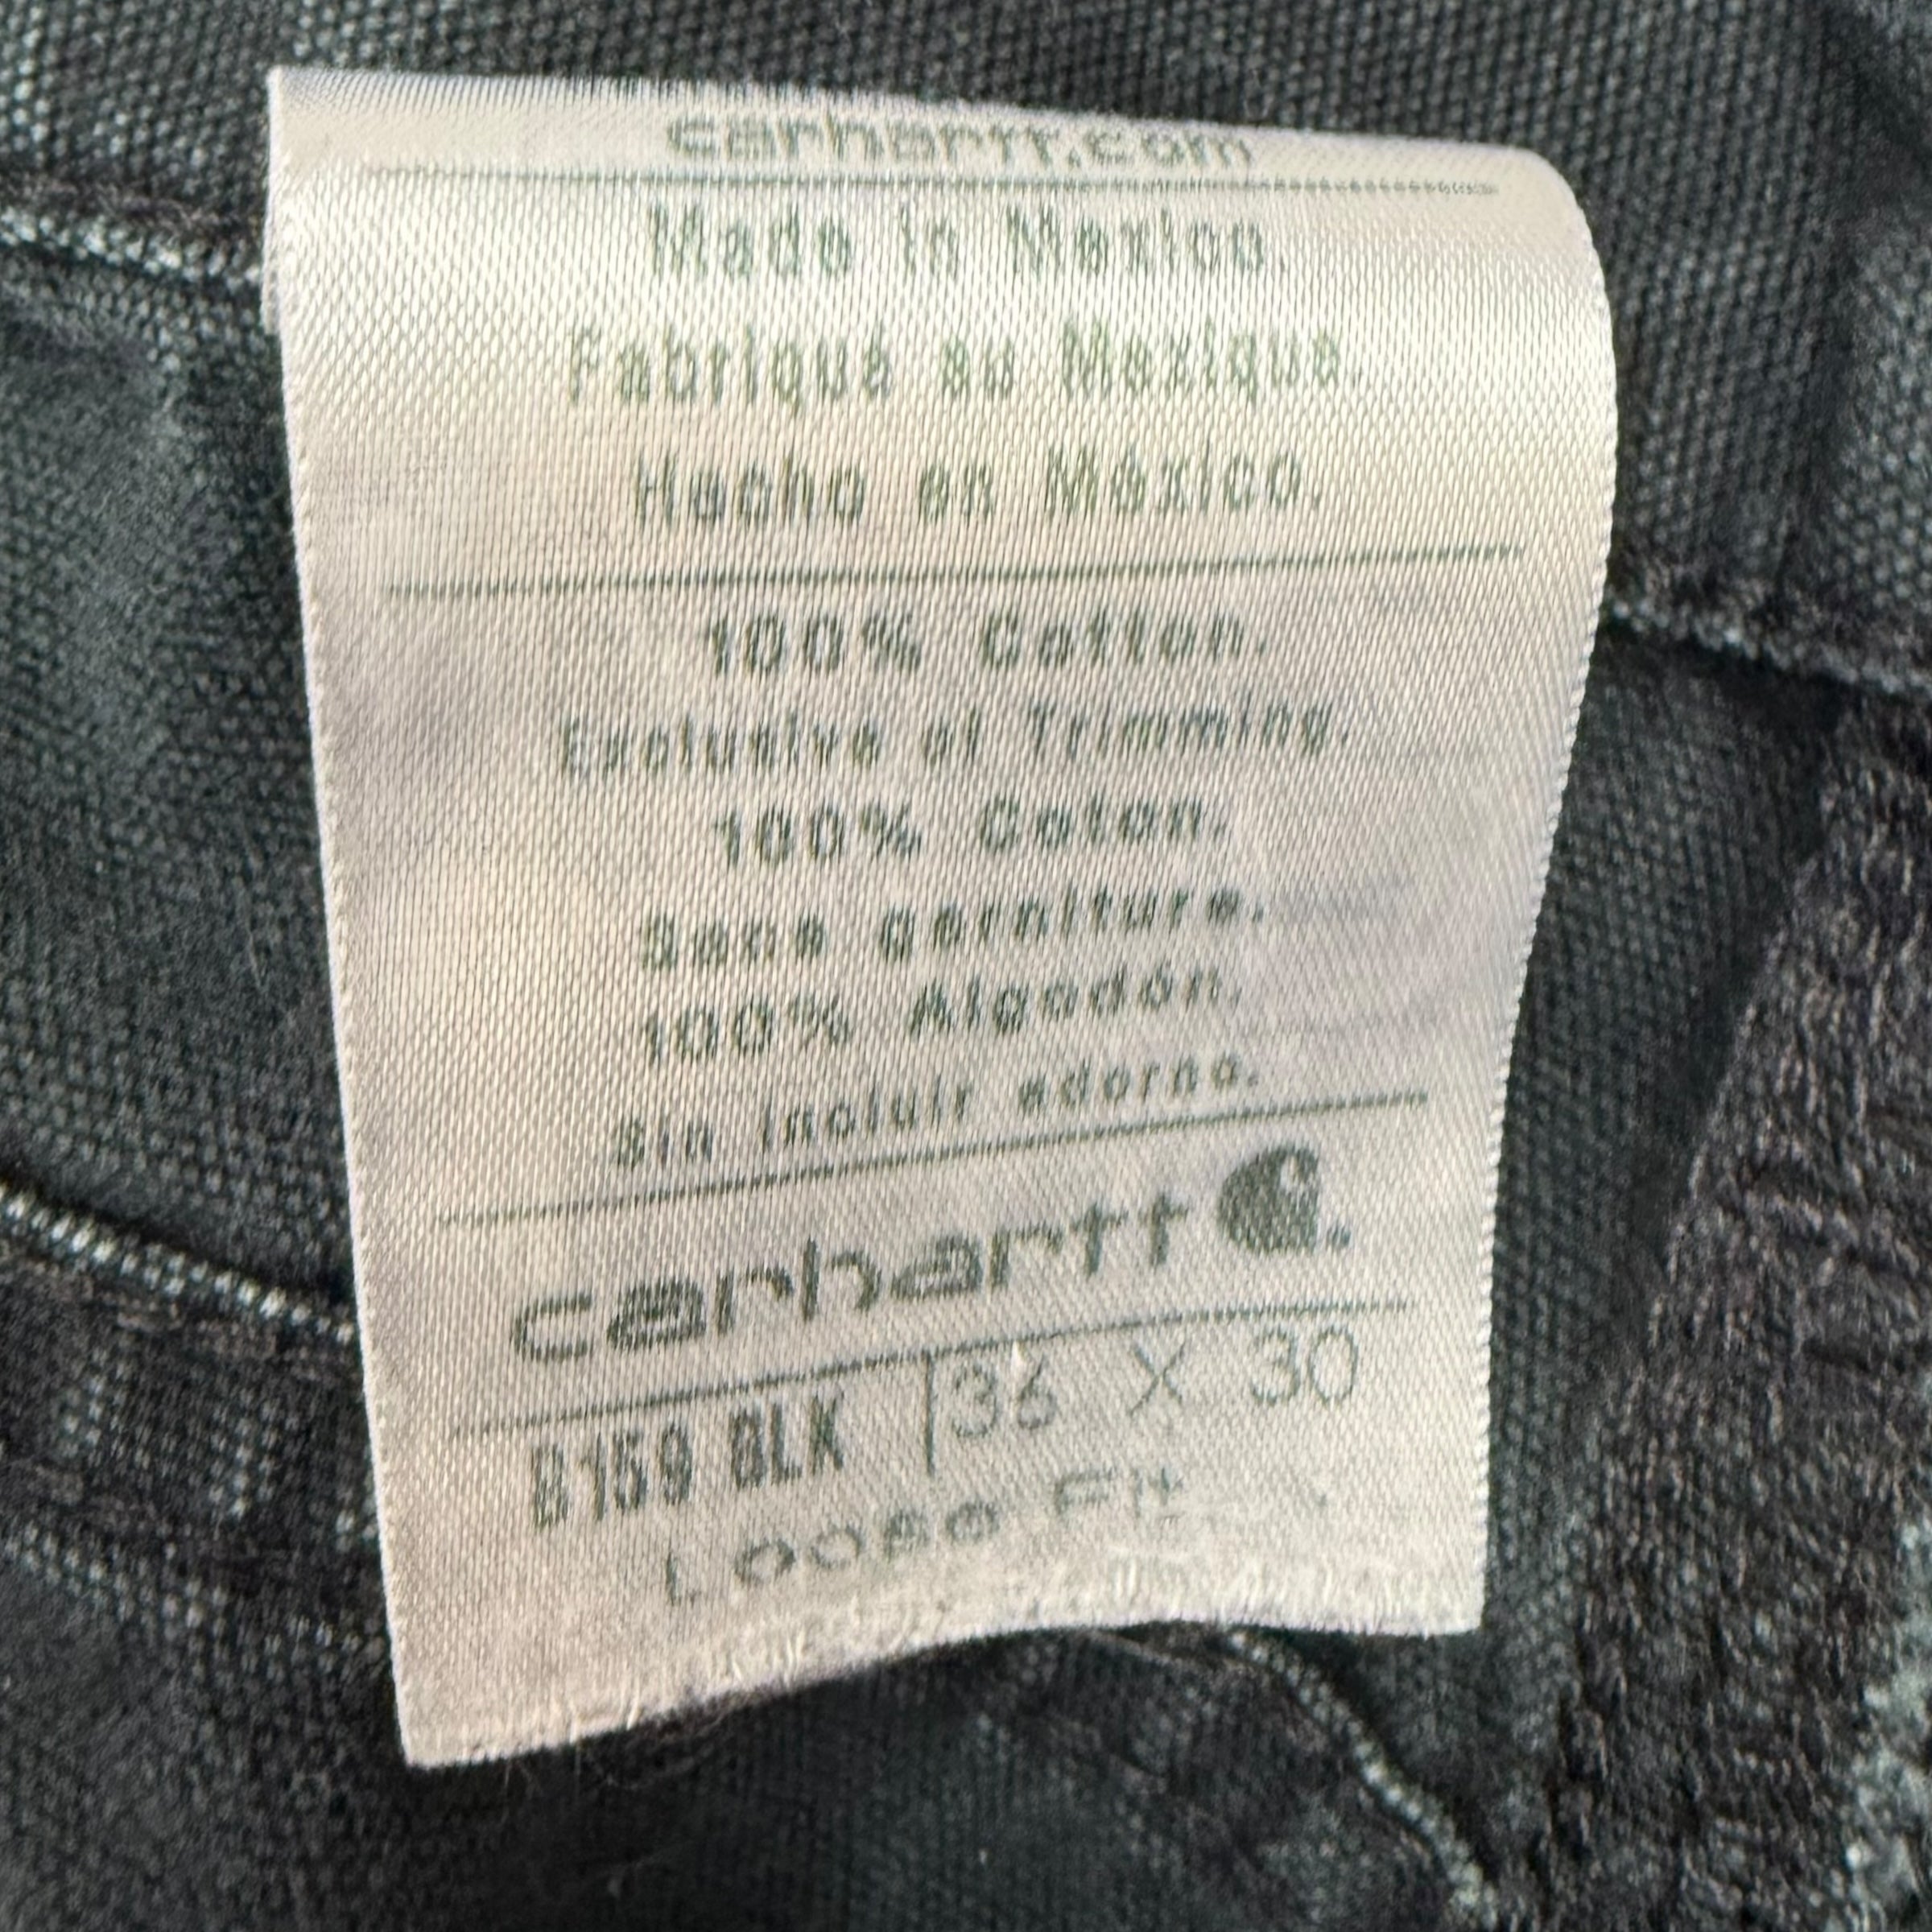 carhartt.com
Made in Mexico.
Fabriqué au Mexique.
Hecho en México.
100% Cotton.
Exclusive of Trimming.
100% Coton.
Sans garniture.
100% Algodón.
Sin incluir adorno.
carhartt
B159 BLK 36 X 30
Loose Fit